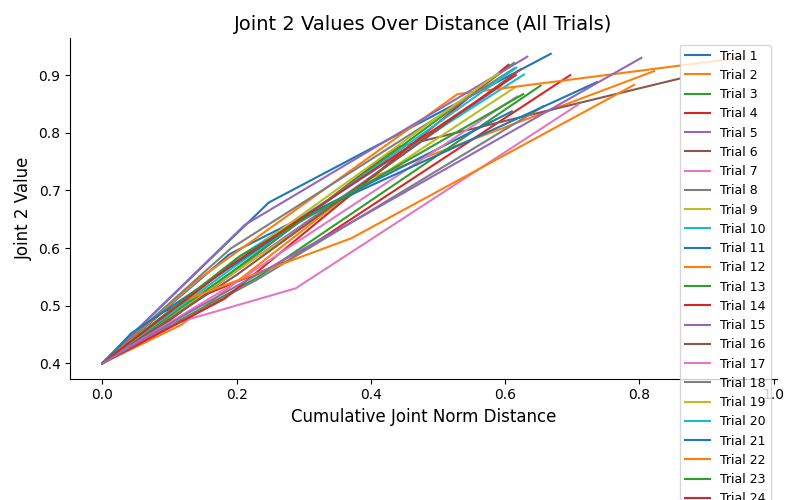 Joint 2 Values Over Distance (All Trials)
Joint 2 Value
0.9
0.8
0.7
0.6
0.5
0.4
0.0
0.2
0.4
0.6
0.8
1.0
Cumulative Joint Norm Distance
Trial 1
Trial 2
Trial 3
Trial 4
Trial 5
Trial 6
Trial 7
Trial 8
Trial 9
Trial 10
Trial 11
Trial 12
Trial 13
Trial 14
Trial 15
Trial 16
Trial 17
Trial 18
Trial 19
Trial 20
Trial 21
Trial 22
Trial 23
Trial 24